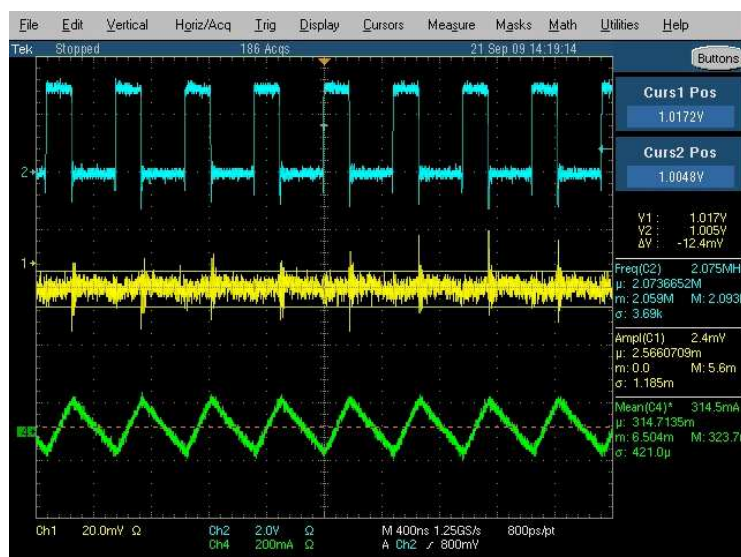 File Edit Vertical Horiz/Acq Trig Display Cursors Measure Masks Math Utilities Help
Tek Stopped 186 Acqs 21 Sep 09 14:19:14
Buttons
Curs1 Pos
1.0172V
Curs2 Pos
1.0048V
V1 : 1.017V
V2 : 1.005V
ΔV : -12.4mV
Freq(C2) 2.075MH
µ: 2.0736652M
m: 2.059M M: 2.093
σ: 3.69k
Ampl(C1) 2.4mV
µ: 2.5660709m
m: 0.0 M: 5.6m
σ: 1.185m
Mean(C4)* 314.5mA
µ: 314.7135m
m: 6.504m M: 323.7
σ: 421.0µ
2
1
4
Ch1 20.0mV Ω Ch2 2.0V Ω M 400ns 1.25GS/s 800ps/pt
Ch4 200mA Ω A Ch2 / 800mV